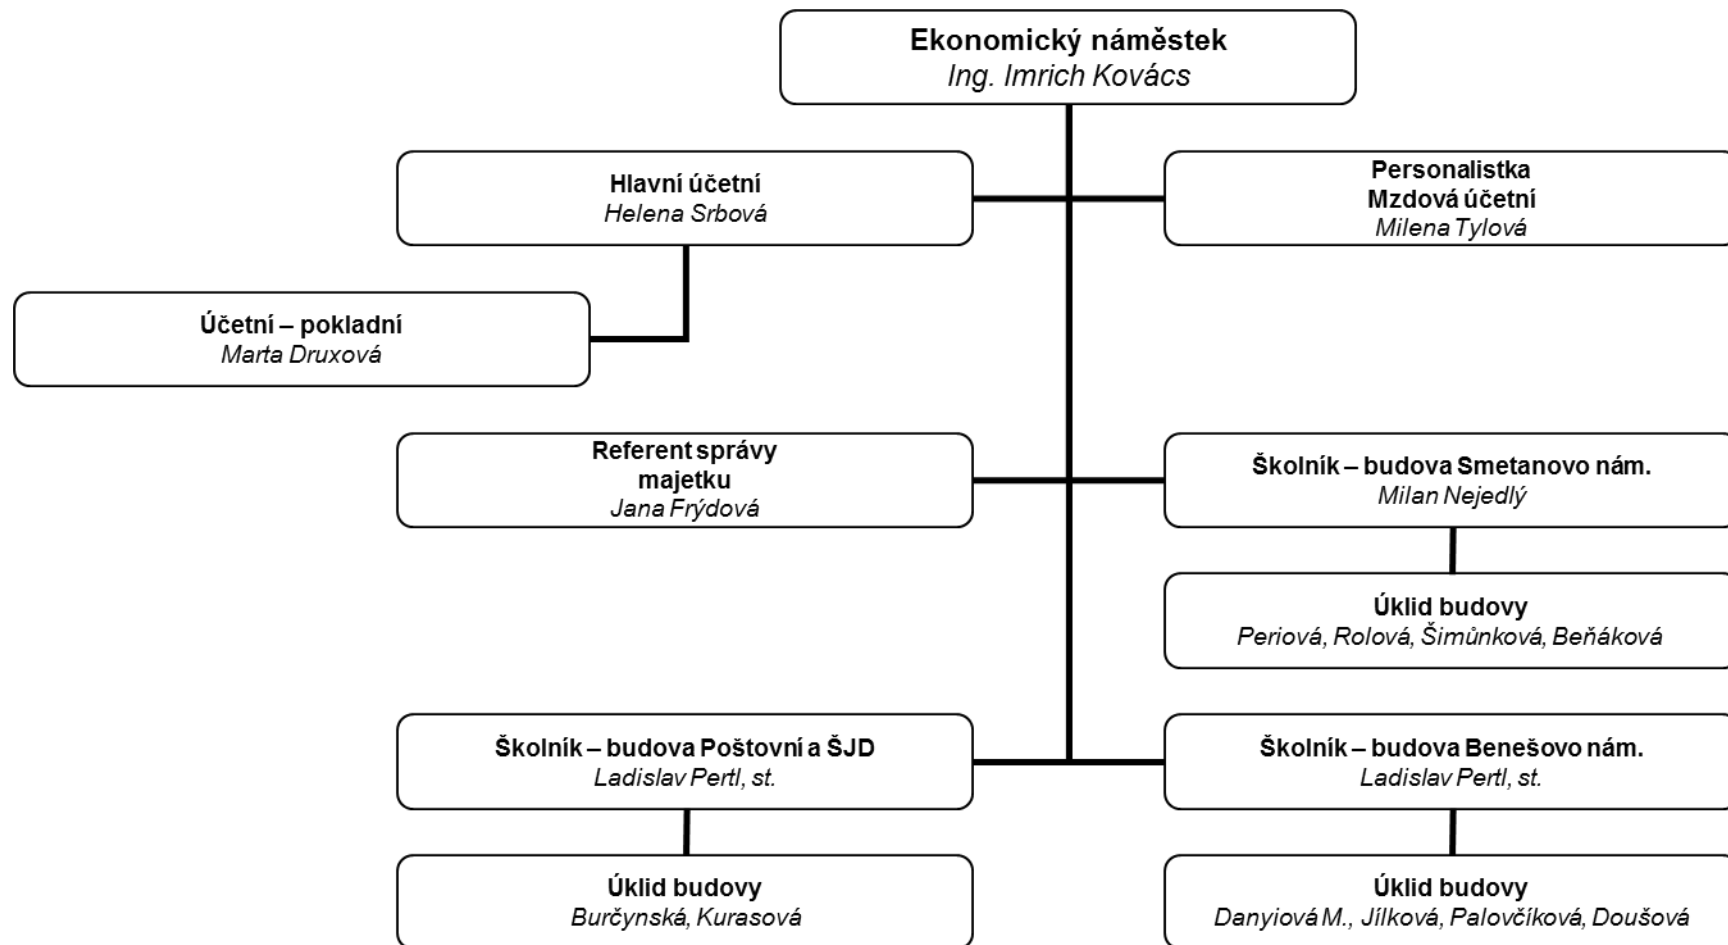 Ekonomický náměstek
Ing. Imrich Kovács
Hlavní účetní
Helena Srbová
Personalistka
Mzdová účetní
Milena Tylová
Účetní – pokladní
Marta Druxová
Referent správy
majetku
Jana Frýdová
Školník – budova Smetanovo nám.
Milan Nejedlý
Úklid budovy
Periová, Rolová, Šimůnková, Beňáková
Školník – budova Poštovní a ŠJD
Ladislav Pertl, st.
Školník – budova Benešovo nám.
Ladislav Pertl, st.
Úklid budovy
Burčynská, Kurasová
Úklid budovy
Danyiová M., Jílková, Palovčíková, Doušová